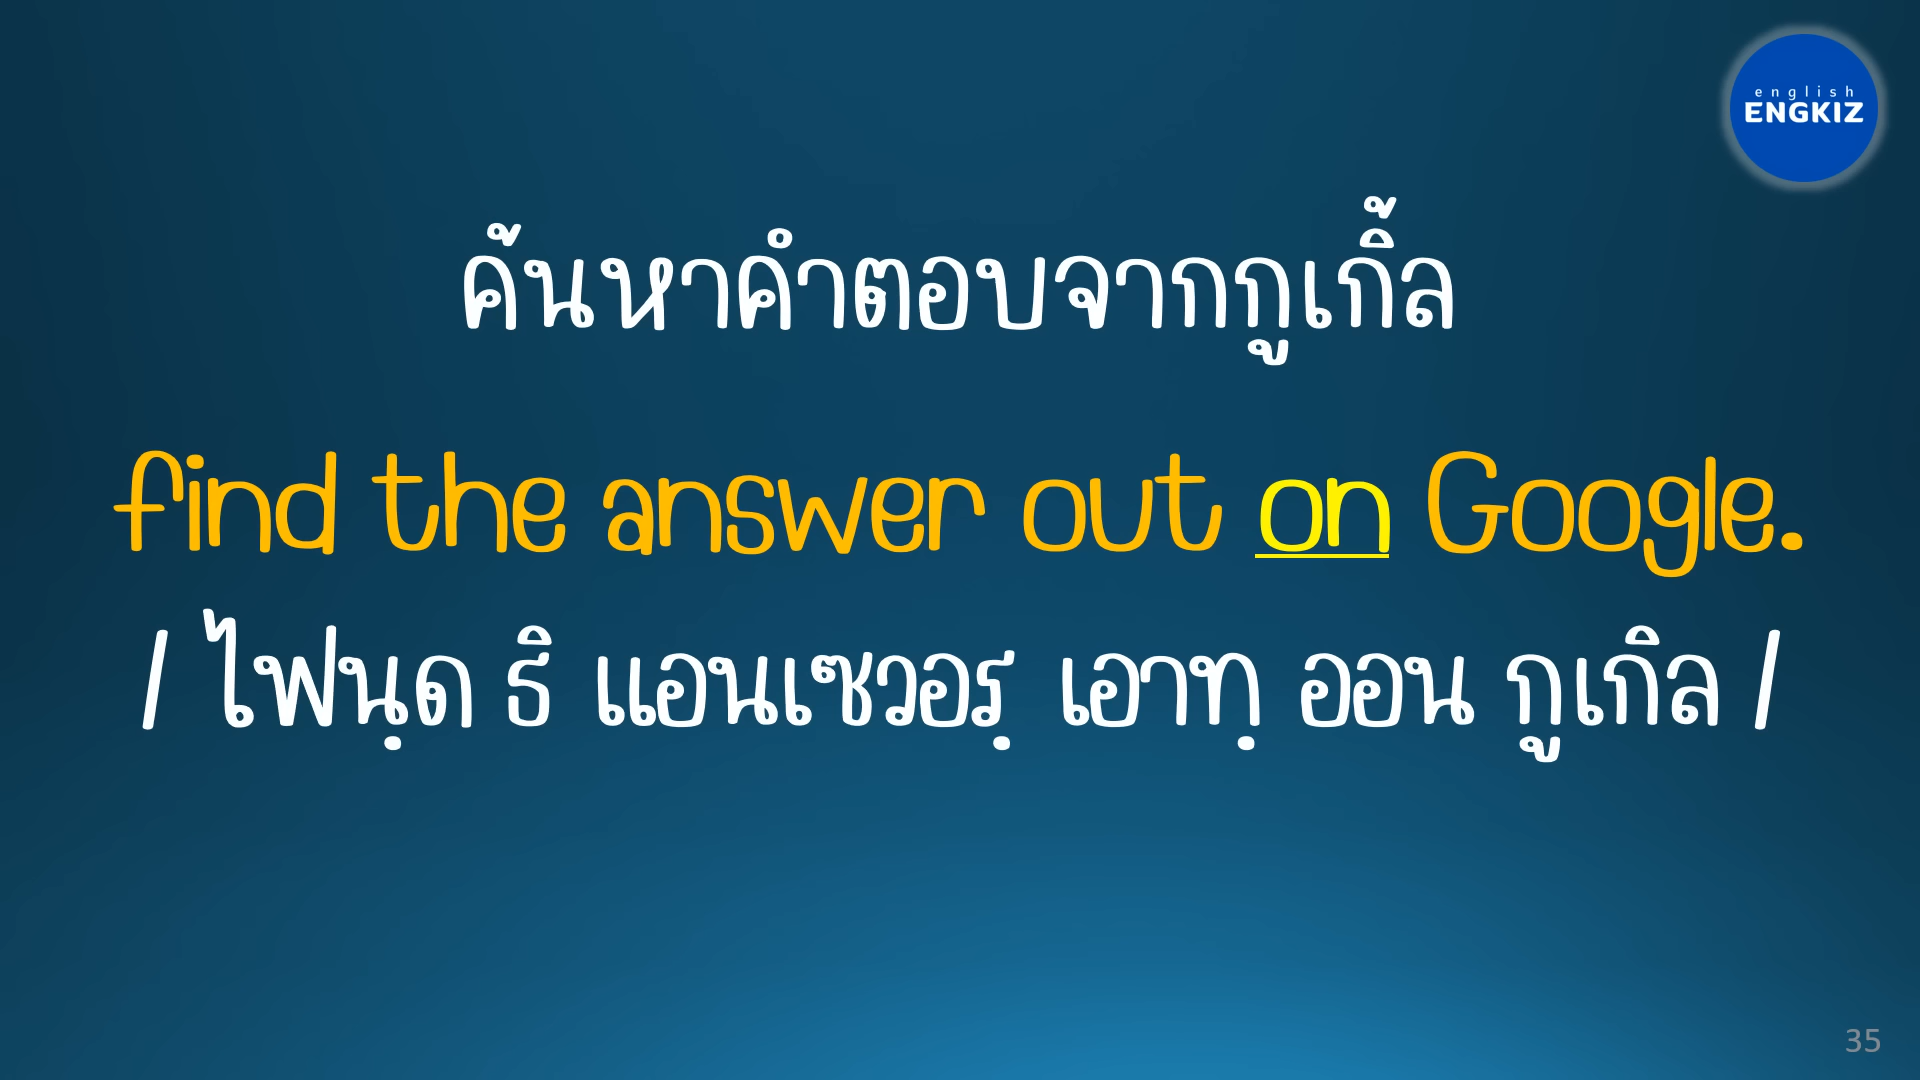 english
ENGKIZ
ค้นหาคำตอบจากกูเกิ้ล
find the answer out on Google.
/ ไฟนฺด ธิ แอนเซวอรฺ เอาทฺ ออน กูเกิล /
35